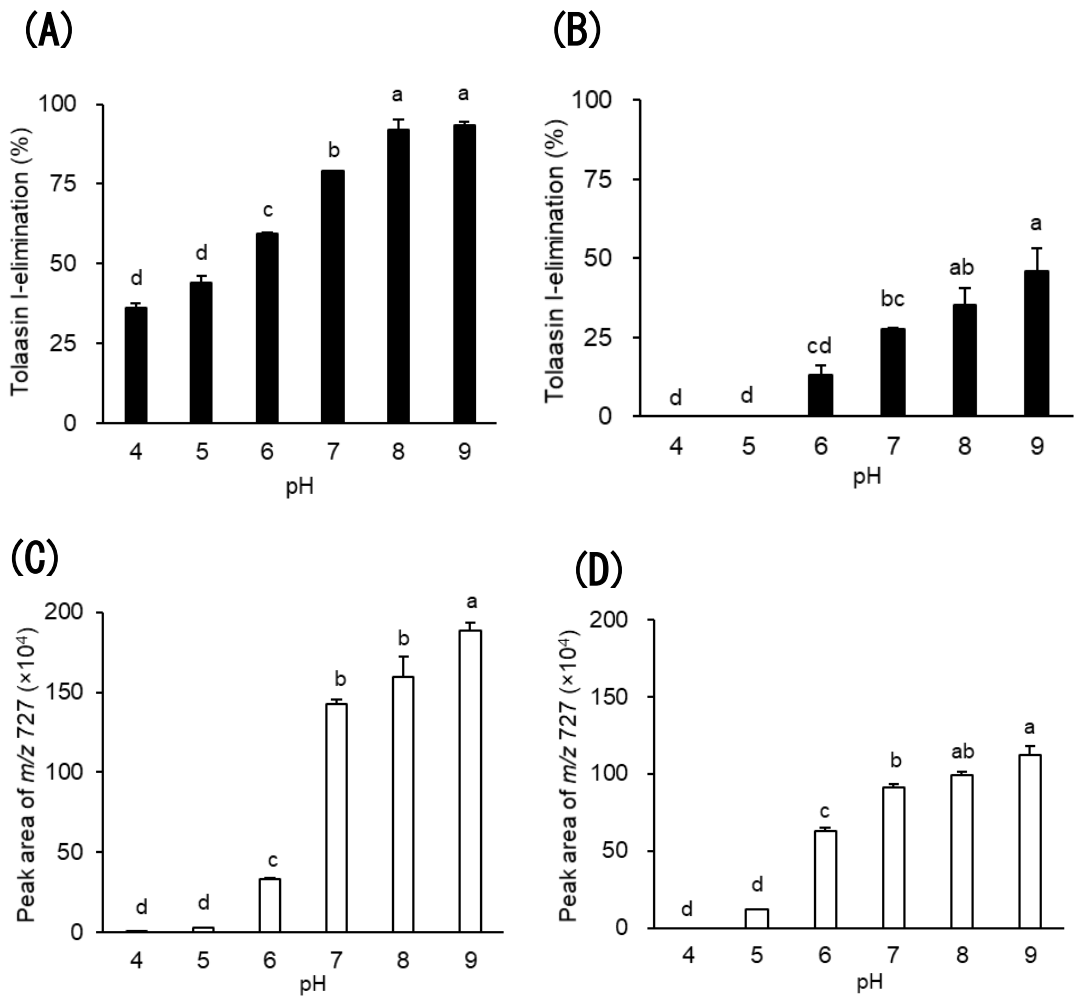 (A)
Tolaasin I-elimination (%)
100
75
50
25
0
d
d
c
b
a
a
4 5 6 7 8 9
pH
(B)
Tolaasin I-elimination (%)
100
75
50
25
0
d
d
cd
bc
ab
a
4 5 6 7 8 9
pH
(C)
Peak area of m/z 727 (×10⁴)
200
150
100
50
0
d
d
c
b
b
a
4 5 6 7 8 9
pH
(D)
Peak area of m/z 727 (×10⁴)
200
150
100
50
0
d
d
c
b
ab
a
4 5 6 7 8 9
pH